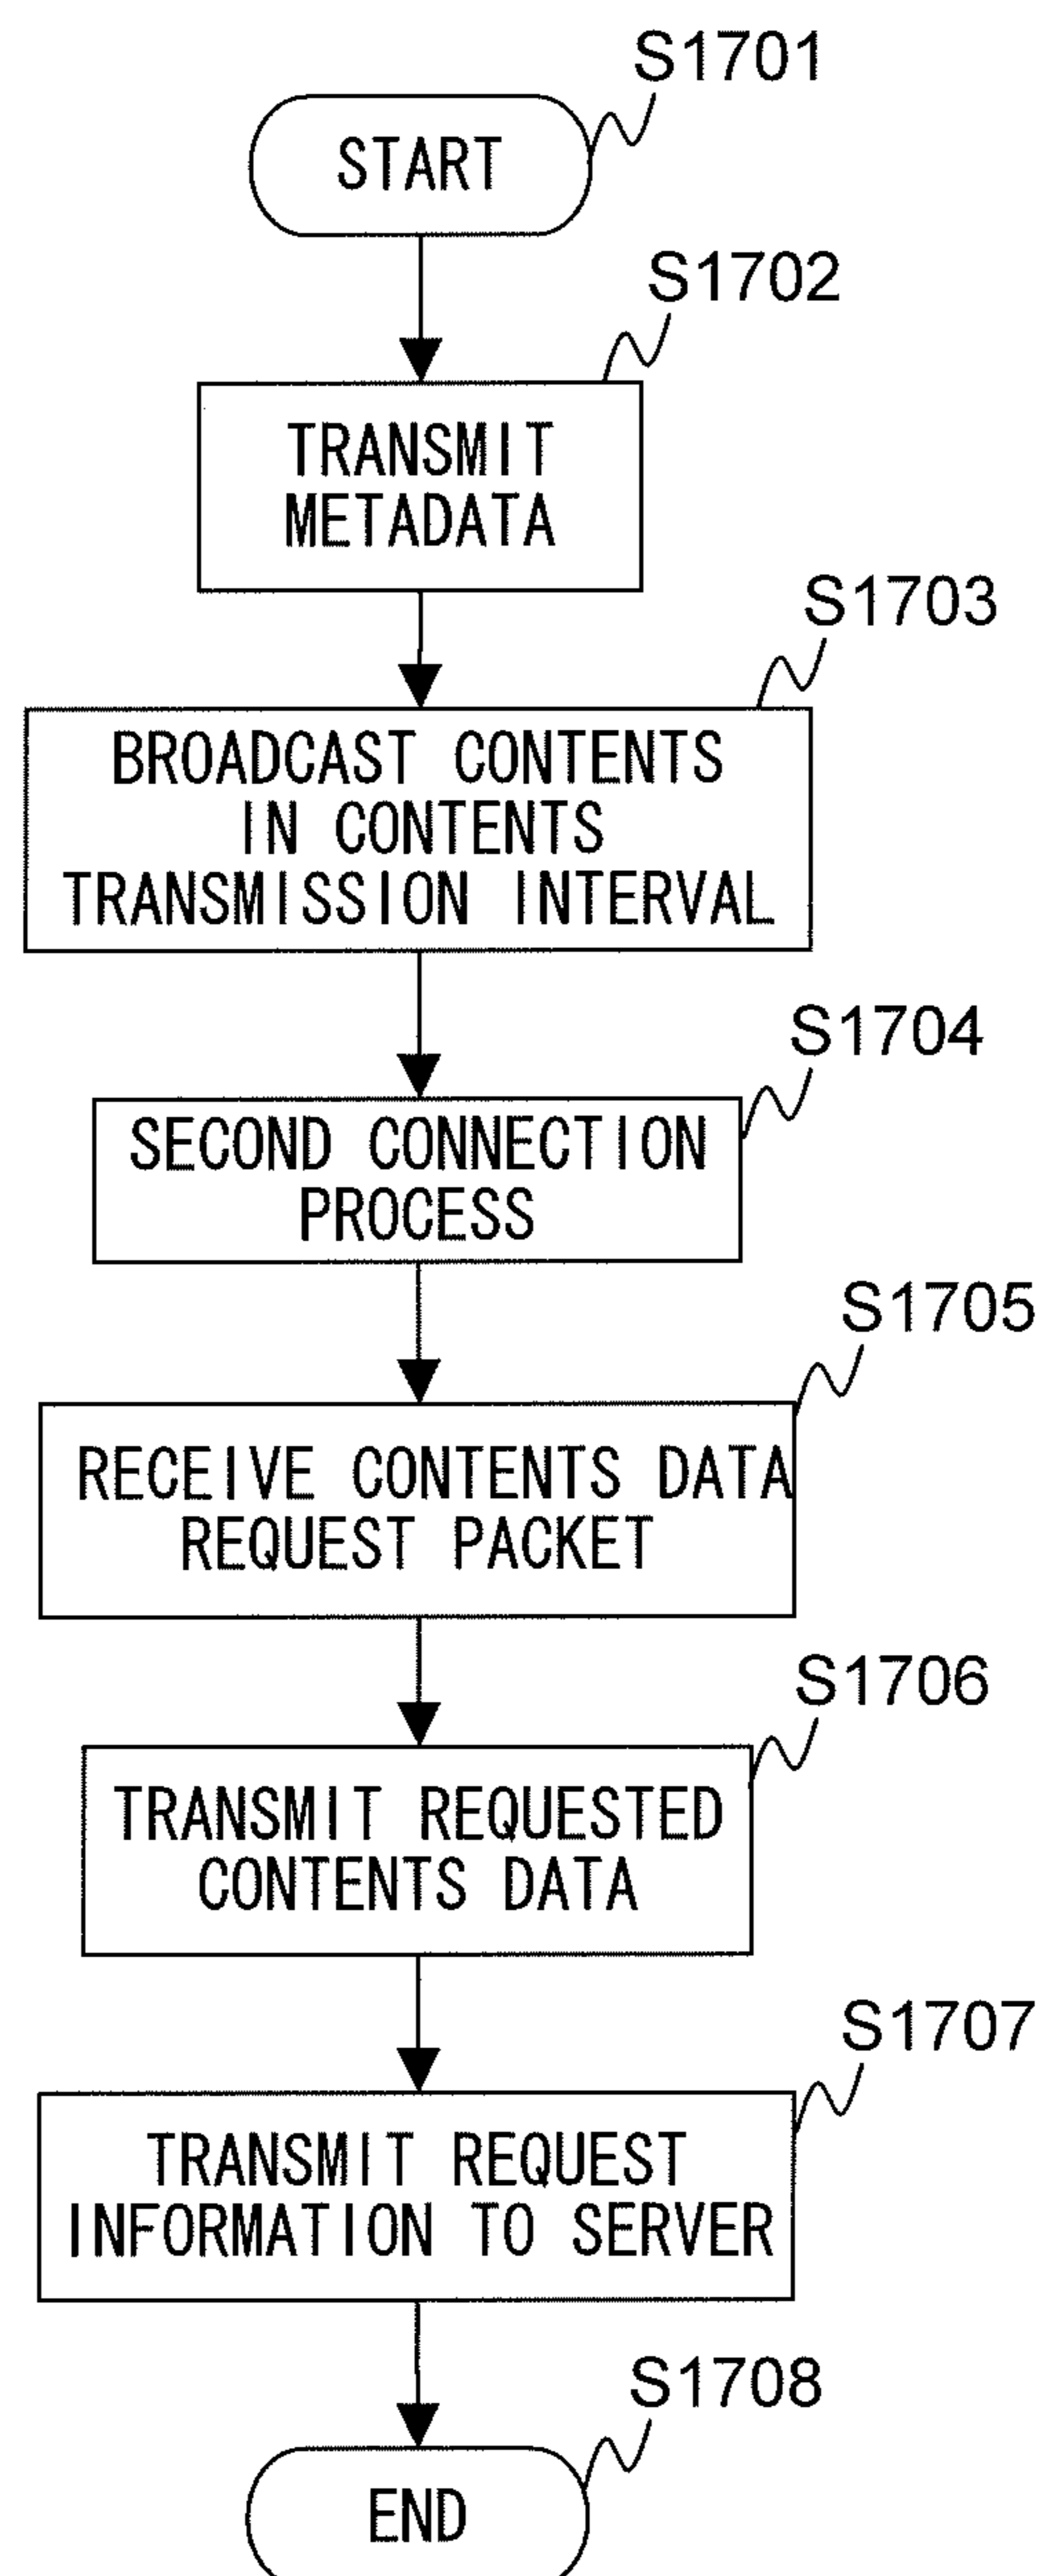 S1701
START
S1702
TRANSMIT
METADATA
S1703
BROADCAST CONTENTS
IN CONTENTS
TRANSMISSION INTERVAL
S1704
SECOND CONNECTION
PROCESS
S1705
RECEIVE CONTENTS DATA
REQUEST PACKET
S1706
TRANSMIT REQUESTED
CONTENTS DATA
S1707
TRANSMIT REQUEST
INFORMATION TO SERVER
S1708
END